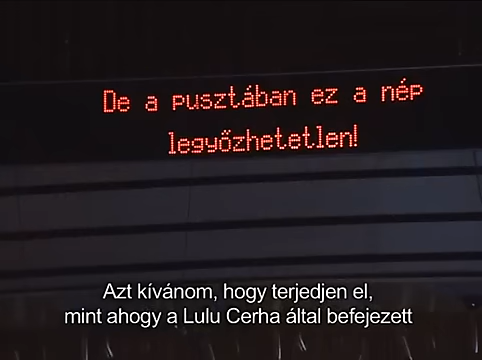 De a pusztában ez a nép
legyőzhetetlen!
Azt kívánom, hogy terjedjen el,
mint ahogy a Lulu Cerha által befejezett